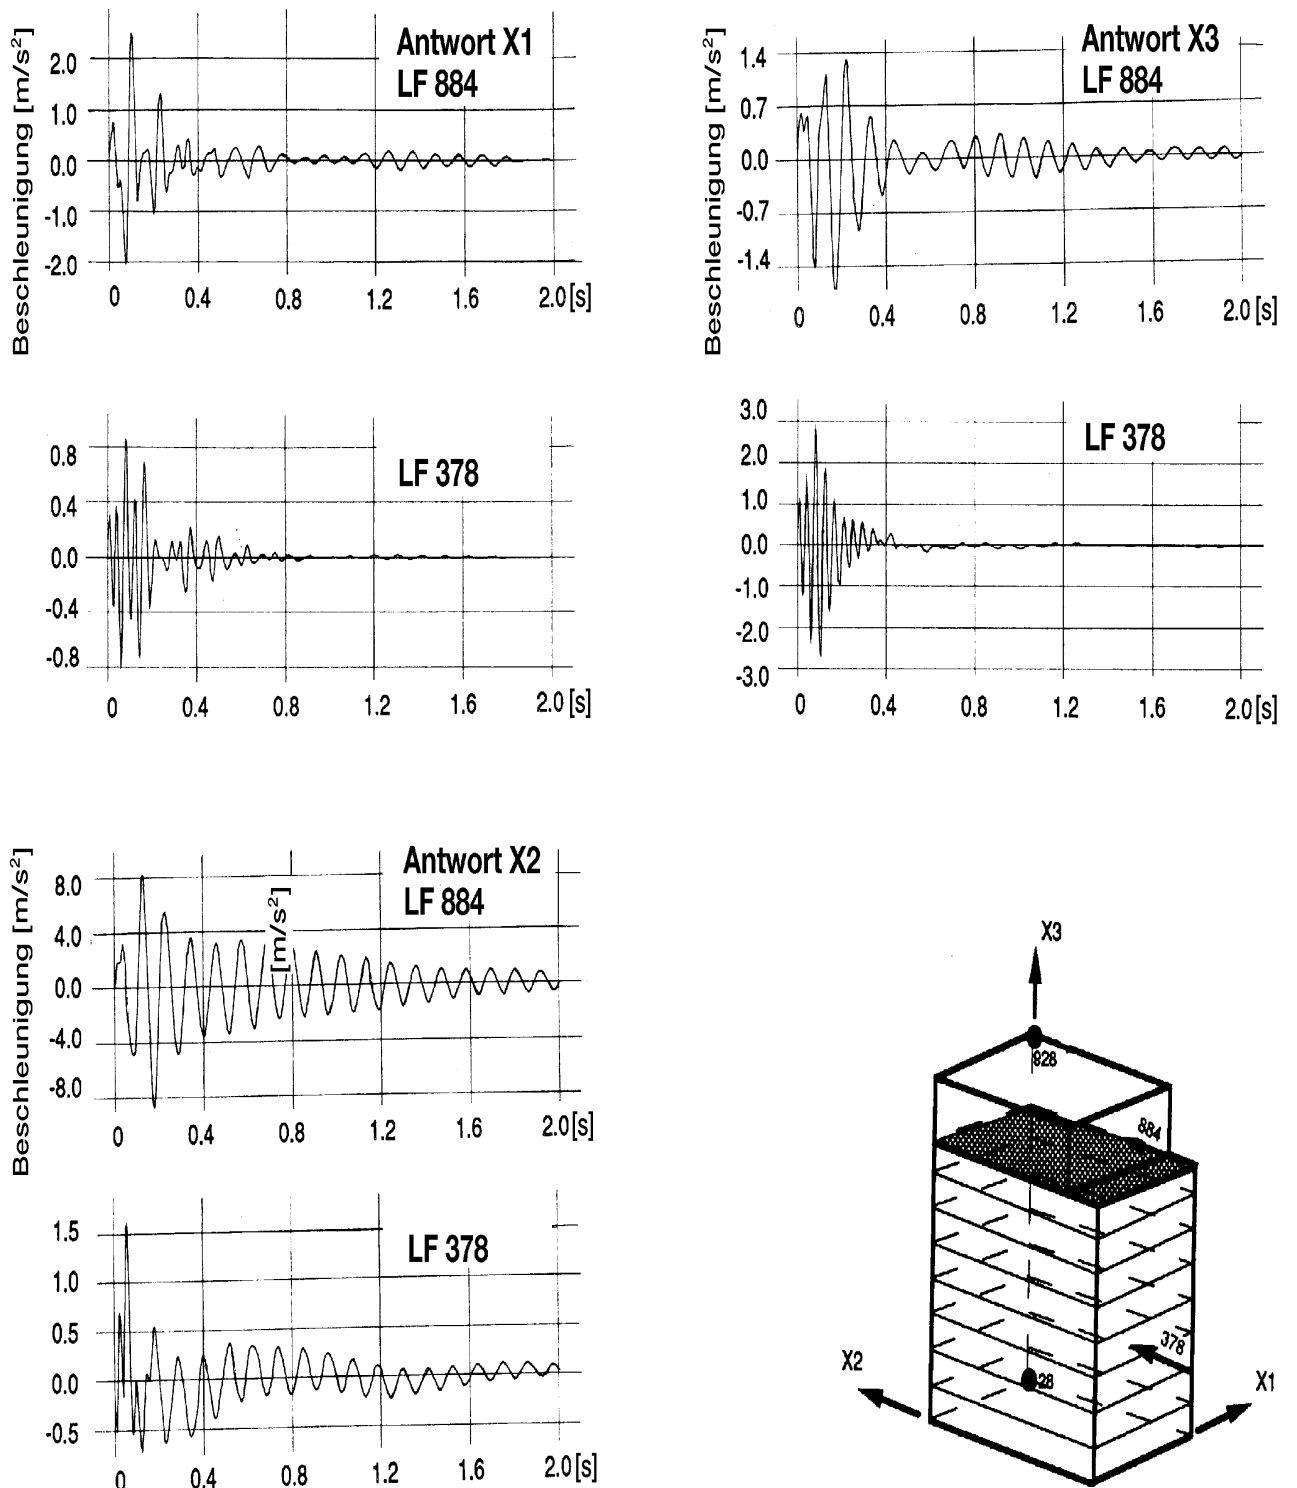 Beschleunigung [m/s²]
Antwort X1
LF 884
2.0
1.0
0.0
-1.0
-2.0
0 0.4 0.8 1.2 1.6 2.0 [s]
LF 378
0.8
0.4
0.0
-0.4
-0.8
0 0.4 0.8 1.2 1.6 2.0 [s]
Beschleunigung [m/s²]
Antwort X3
LF 884
1.4
0.7
0.0
-0.7
-1.4
0 0.4 0.8 1.2 1.6 2.0 [s]
LF 378
3.0
2.0
1.0
0.0
-1.0
-2.0
-3.0
0 0.4 0.8 1.2 1.6 2.0 [s]
Beschleunigung [m/s²]
Antwort X2
LF 884
[m/s²]
8.0
4.0
0.0
-4.0
-8.0
0 0.4 0.8 1.2 1.6 2.0 [s]
LF 378
1.5
1.0
0.5
0.0
-0.5
0 0.4 0.8 1.2 1.6 2.0 [s]
X3
928
884
378
28
X2
X1